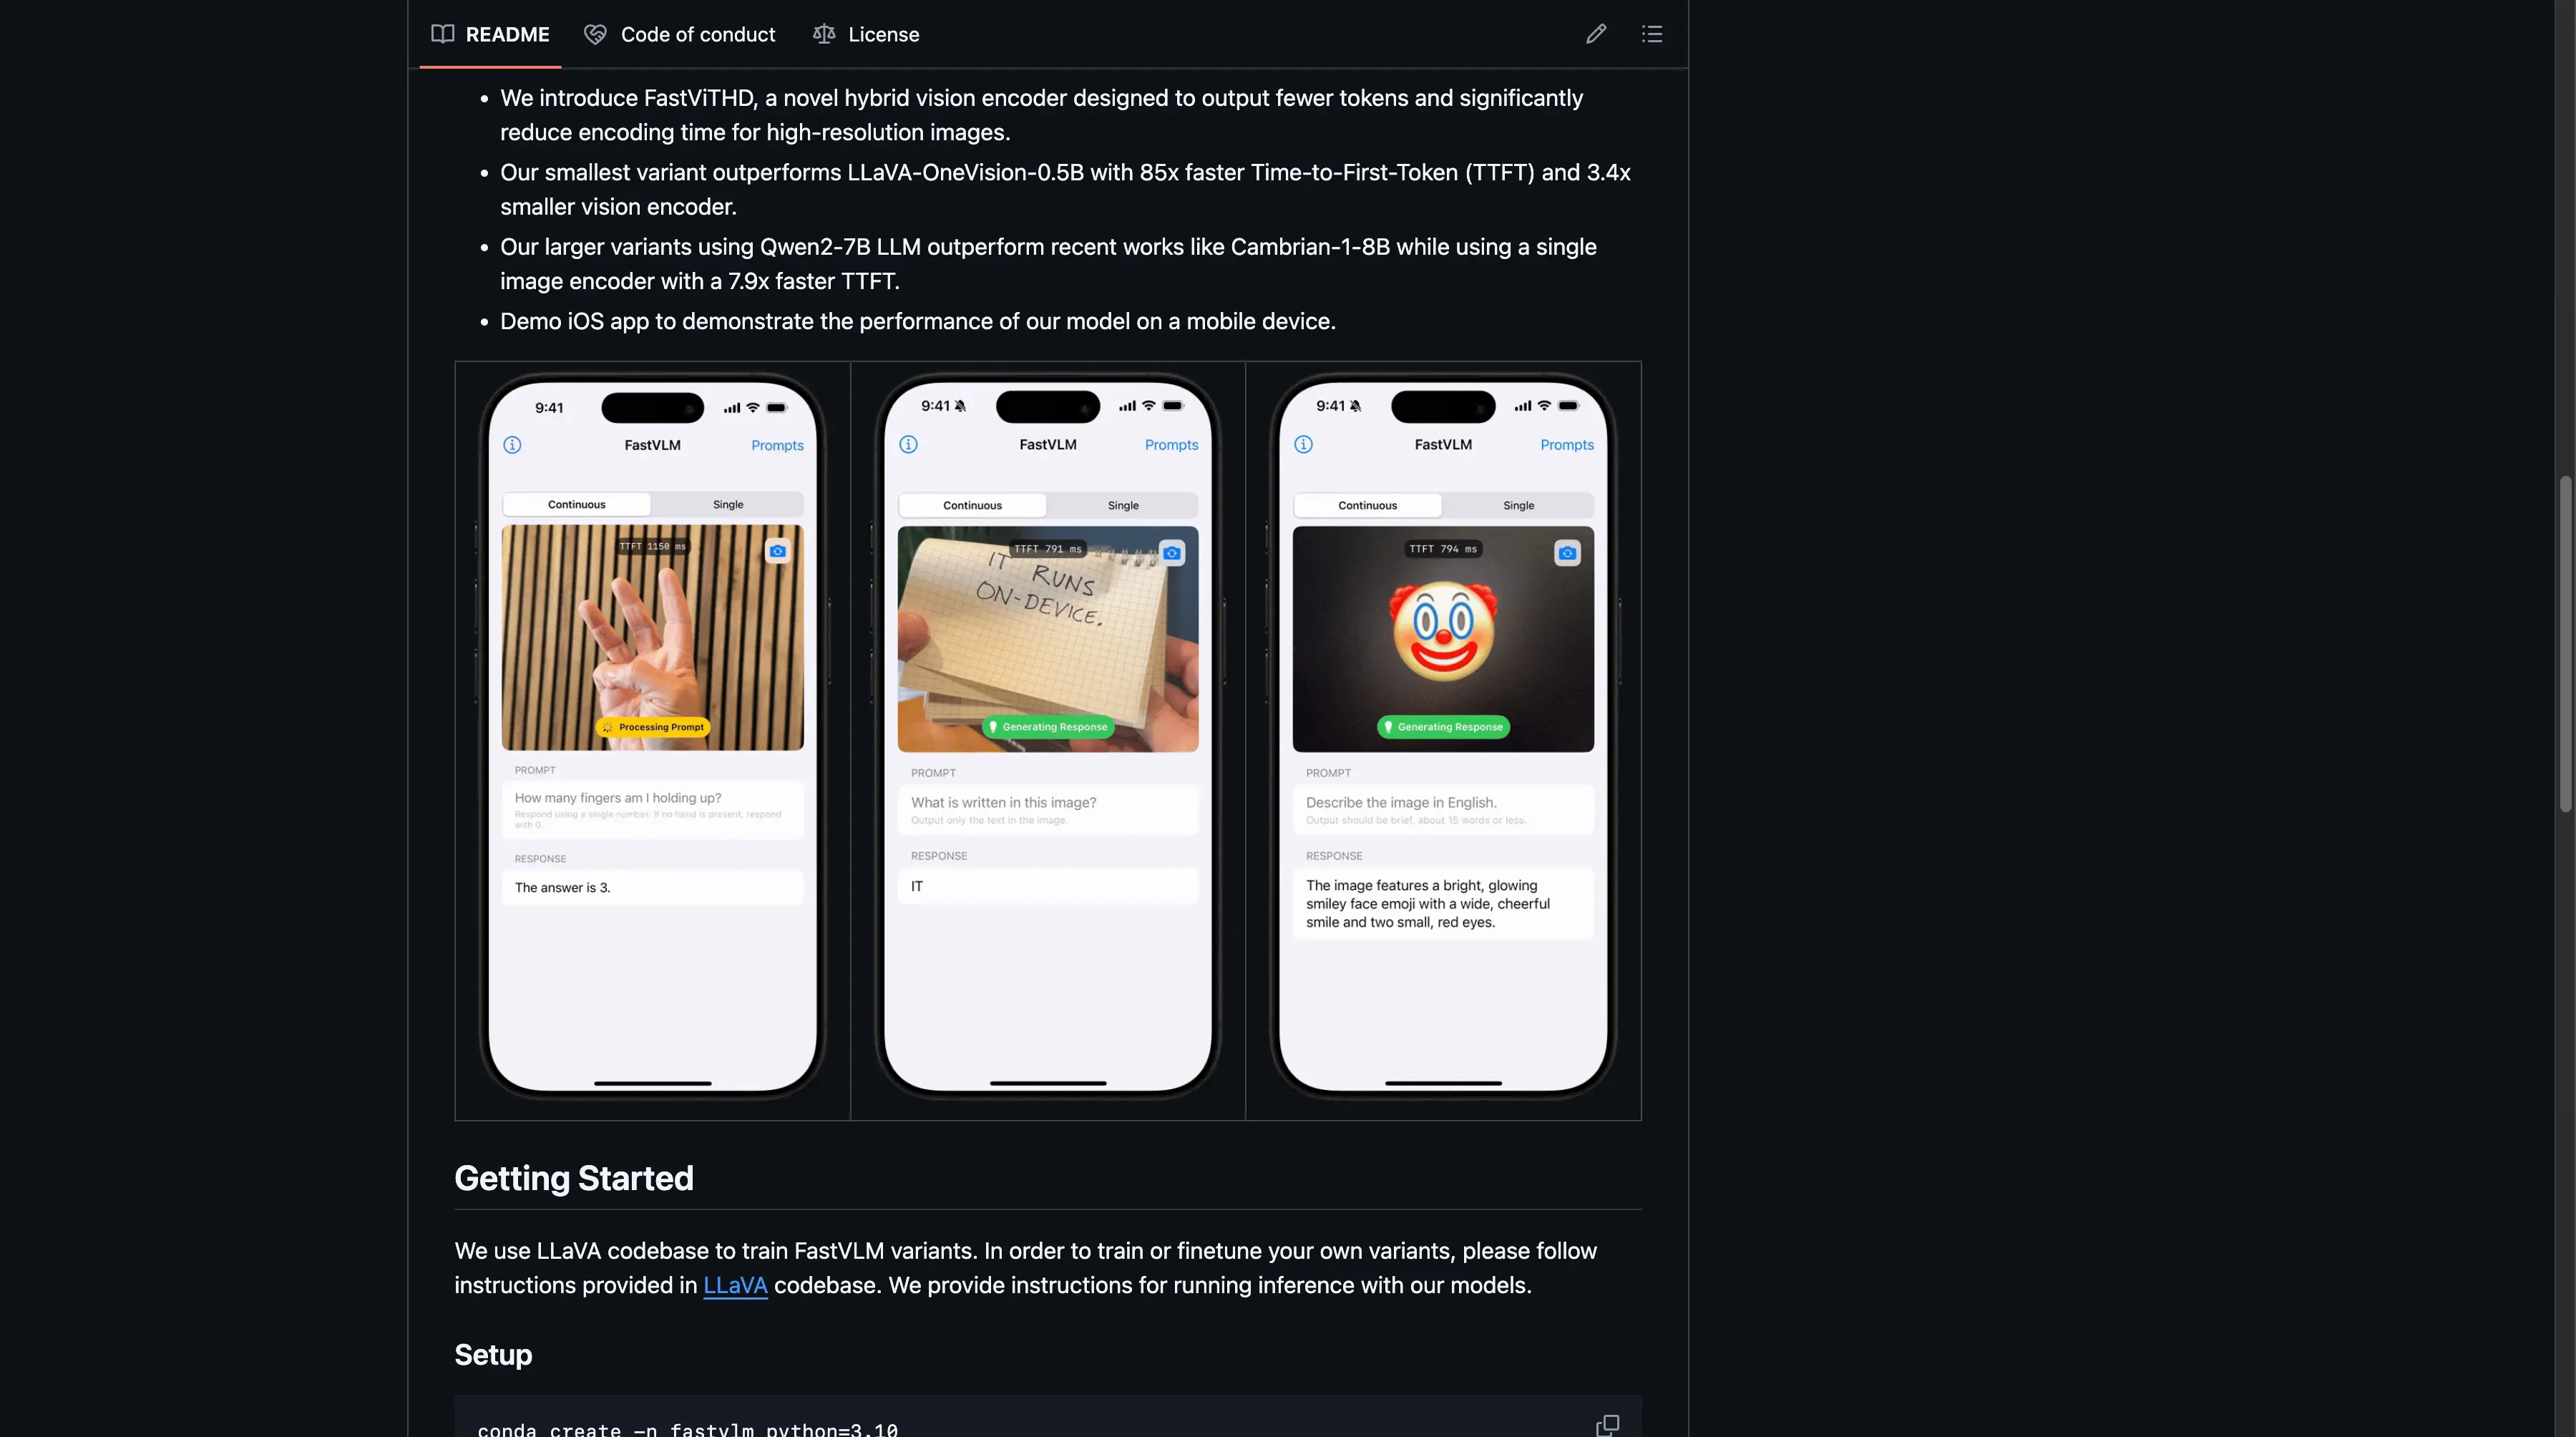 README
Code of conduct
License
We introduce FastViTHD, a novel hybrid vision encoder designed to output fewer tokens and significantly
reduce encoding time for high-resolution images.
Our smallest variant outperforms LLaVA-OneVision-0.5B with 85x faster Time-to-First-Token (TTFT) and 3.4x
smaller vision encoder.
Our larger variants using Qwen2-7B LLM outperform recent works like Cambrian-1-8B while using a single
image encoder with a 7.9x faster TTFT.
Demo iOS app to demonstrate the performance of our model on a mobile device.
9:41
FastVLM
Prompts
Continuous
Single
TTFT 1150 ms
Processing Prompt
PROMPT
How many fingers am I holding up?
Respond using a single number. If no hand is present, respond
with 0.
RESPONSE
The answer is 3.
9:41
FastVLM
Prompts
Continuous
Single
TTFT 791 ms
IT RUNS
ON-DEVICE.
Generating Response
PROMPT
What is written in this image?
Output only the text in the image.
RESPONSE
IT
9:41
FastVLM
Prompts
Continuous
Single
TTFT 794 ms
Generating Response
PROMPT
Describe the image in English.
Output should be brief, about 15 words or less.
RESPONSE
The image features a bright, glowing
smiley face emoji with a wide, cheerful
smile and two small, red eyes.
Getting Started
We use LLaVA codebase to train FastVLM variants. In order to train or finetune your own variants, please follow
instructions provided in LLaVA codebase. We provide instructions for running inference with our models.
Setup
conda create -n fastvlm python=3.10